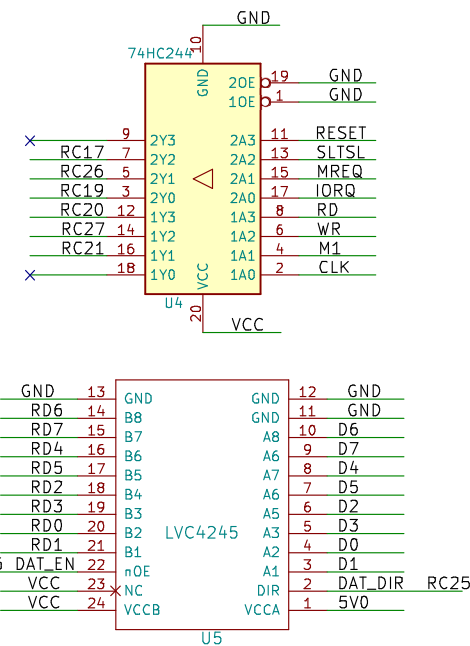 GND
10
74HC244
GND
2OE 19 GND
1OE 1 GND
9 2Y3 2A3 11 RESET
RC17 7 2Y2 2A2 13 SLTSL
RC26 5 2Y1 2A1 15 MREQ
RC19 3 2Y0 2A0 17 IORQ
RC20 12 1Y3 1A3 8 RD
RC27 14 1Y2 1A2 6 WR
RC21 16 1Y1 1A1 4 M1
18 1Y0 1A0 2 CLK
VCC
U4
20
VCC
GND 13 GND GND 12 GND
RD6 14 B8 GND 11 GND
RD7 15 B7 A8 10 D6
RD4 16 B6 A6 9 D7
RD5 17 B5 A7 8 D4
RD2 18 B4 A6 7 D5
RD3 19 B3 A5 6 D2
RD0 20 B2 A3 5 D3
LVC4245
RD1 21 B1 A2 4 D0
DAT_EN 22 nOE A1 3 D1
VCC 23 NC DIR 2 DAT_DIR RC25
VCC 24 VCCB VCCA 1 5V0
U5